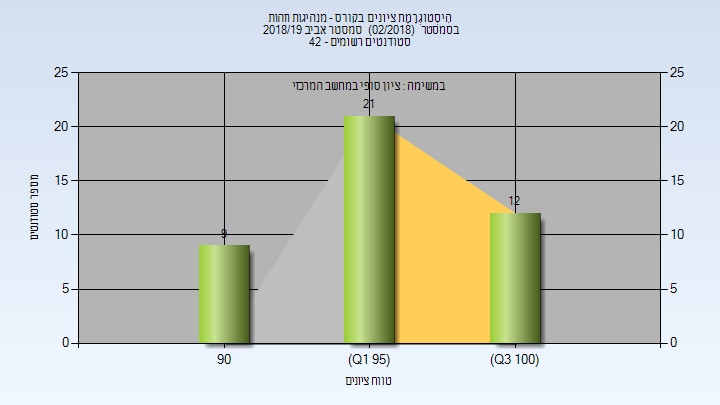 היסטוגרמת ציונים בקורס - מנהיגות וזהות
בסמסטר (02/2018) סמסטר אביב 2018/19
סטודנטים רשומים - 42
במשימה : ציון סופי במחשב המרכזי
25
20
15
10
5
0
25
20
15
10
5
0
מספר סטודנטים
9
21
12
90
(Q1 95)
(Q3 100)
טווח ציונים